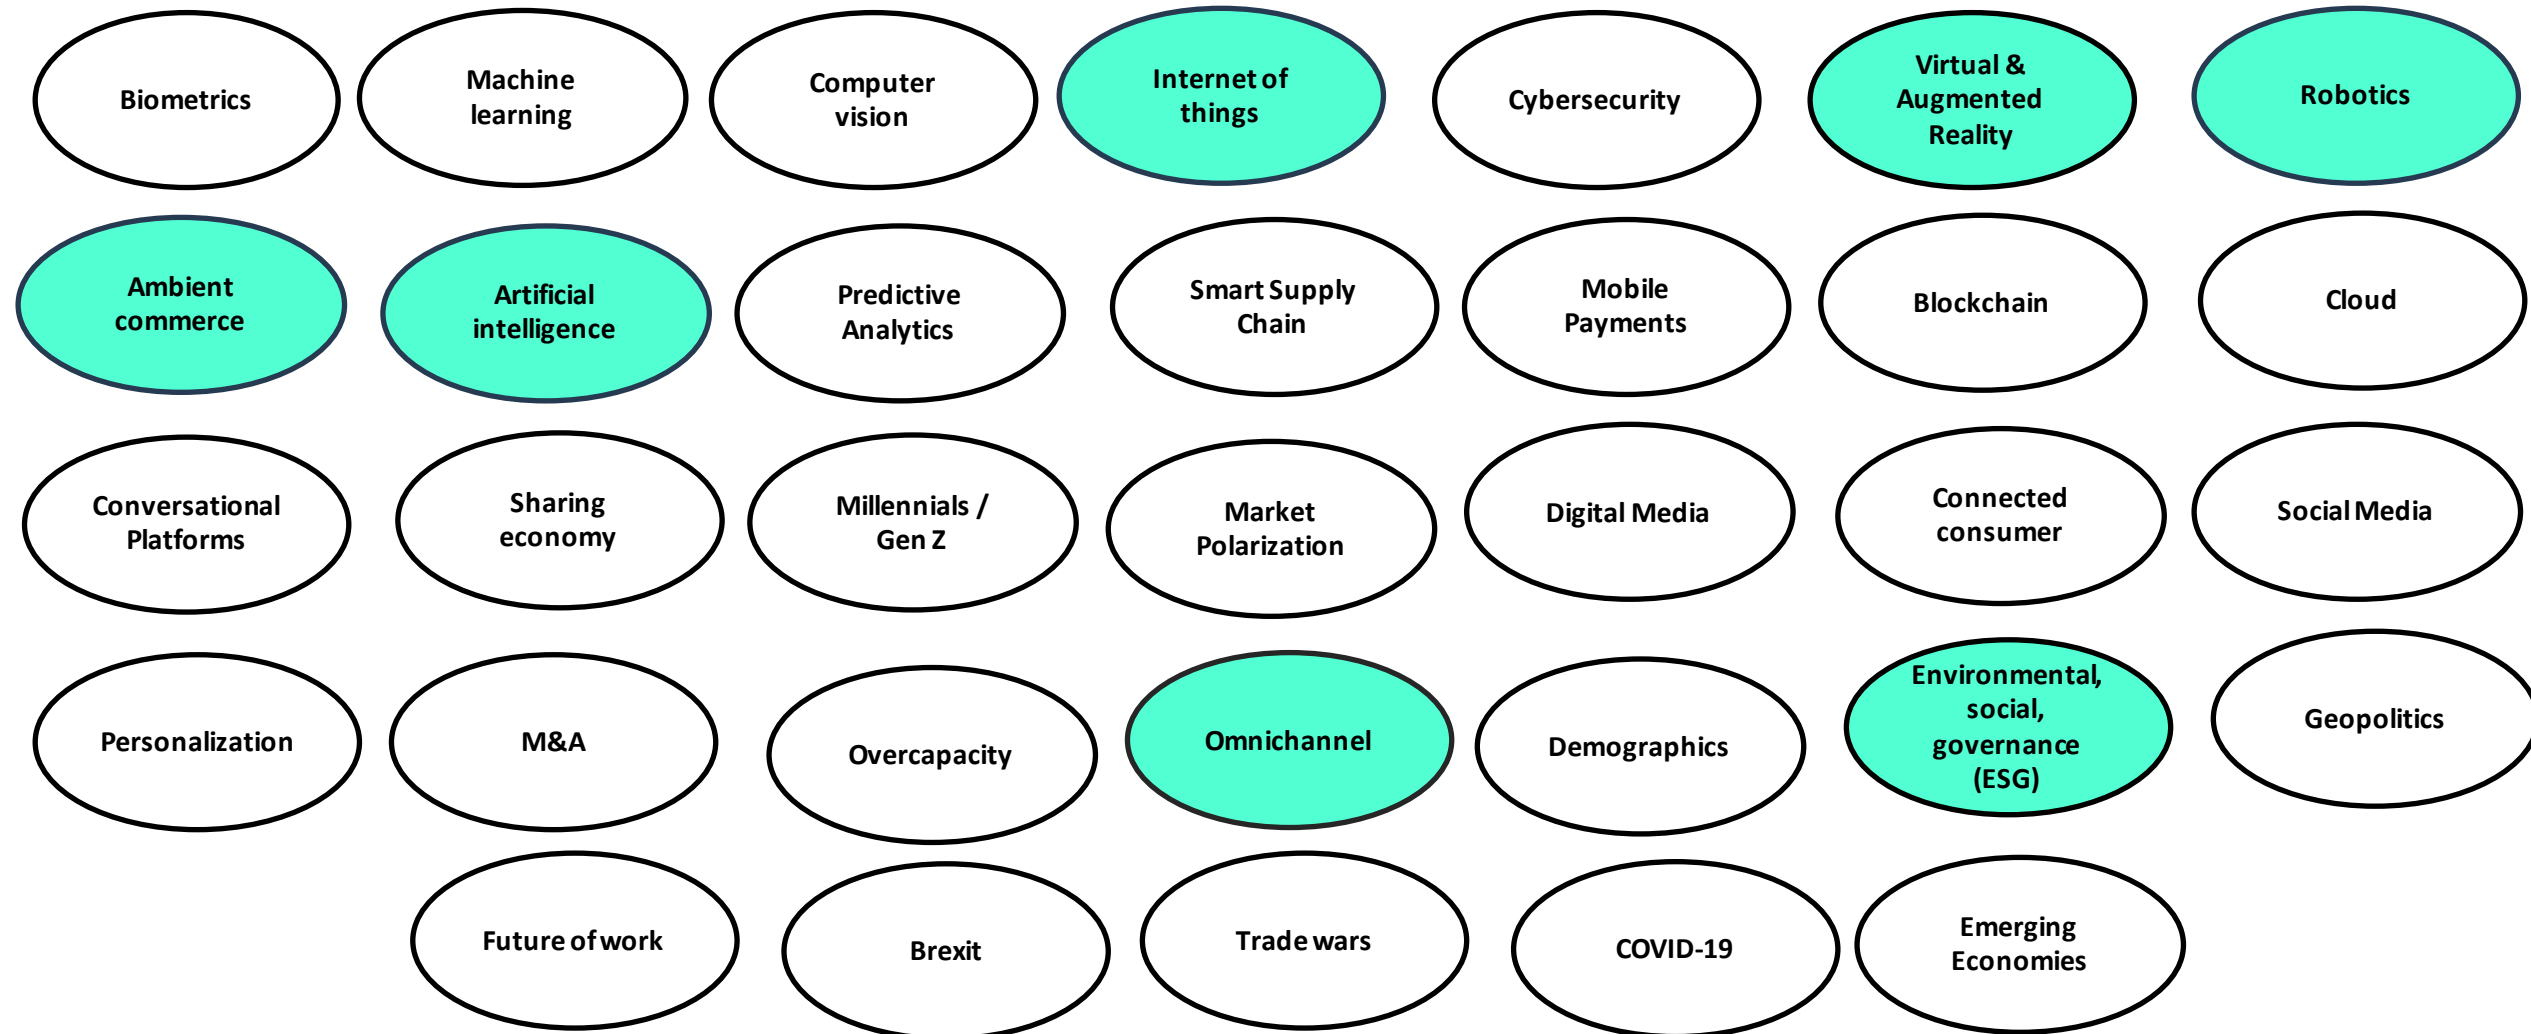 Biometrics
Machine
learning
Computer
vision
Internet of
things
Cybersecurity
Virtual &
Augmented
Reality
Robotics
Ambient
commerce
Artificial
intelligence
Predictive
Analytics
Smart Supply
Chain
Mobile
Payments
Blockchain
Cloud
Conversational
Platforms
Sharing
economy
Millennials /
Gen Z
Market
Polarization
Digital Media
Connected
consumer
Social Media
Personalization
M&A
Overcapacity
Omnichannel
Demographics
Environmental,
social,
governance
(ESG)
Geopolitics
Future of work
Brexit
Trade wars
COVID-19
Emerging
Economies